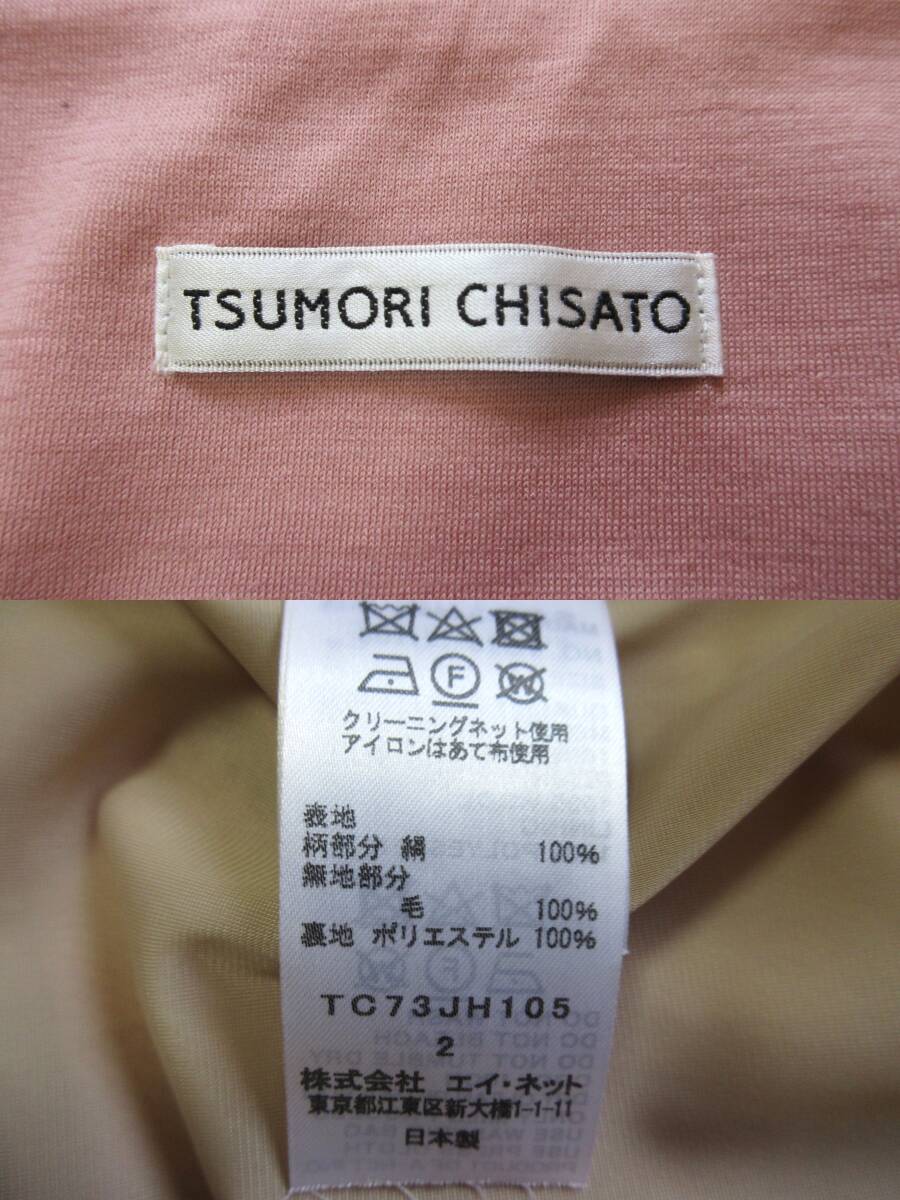 TSUMORI CHISATO
F W
クリーニングネット使用
アイロンはあて布使用
表地
柄部分 絹 100%
無地部分
毛 100%
裏地 ポリエステル 100%
TC73JH105
2
株式会社 エイ・ネット
東京都江東区新大橋1-1-11
日本製